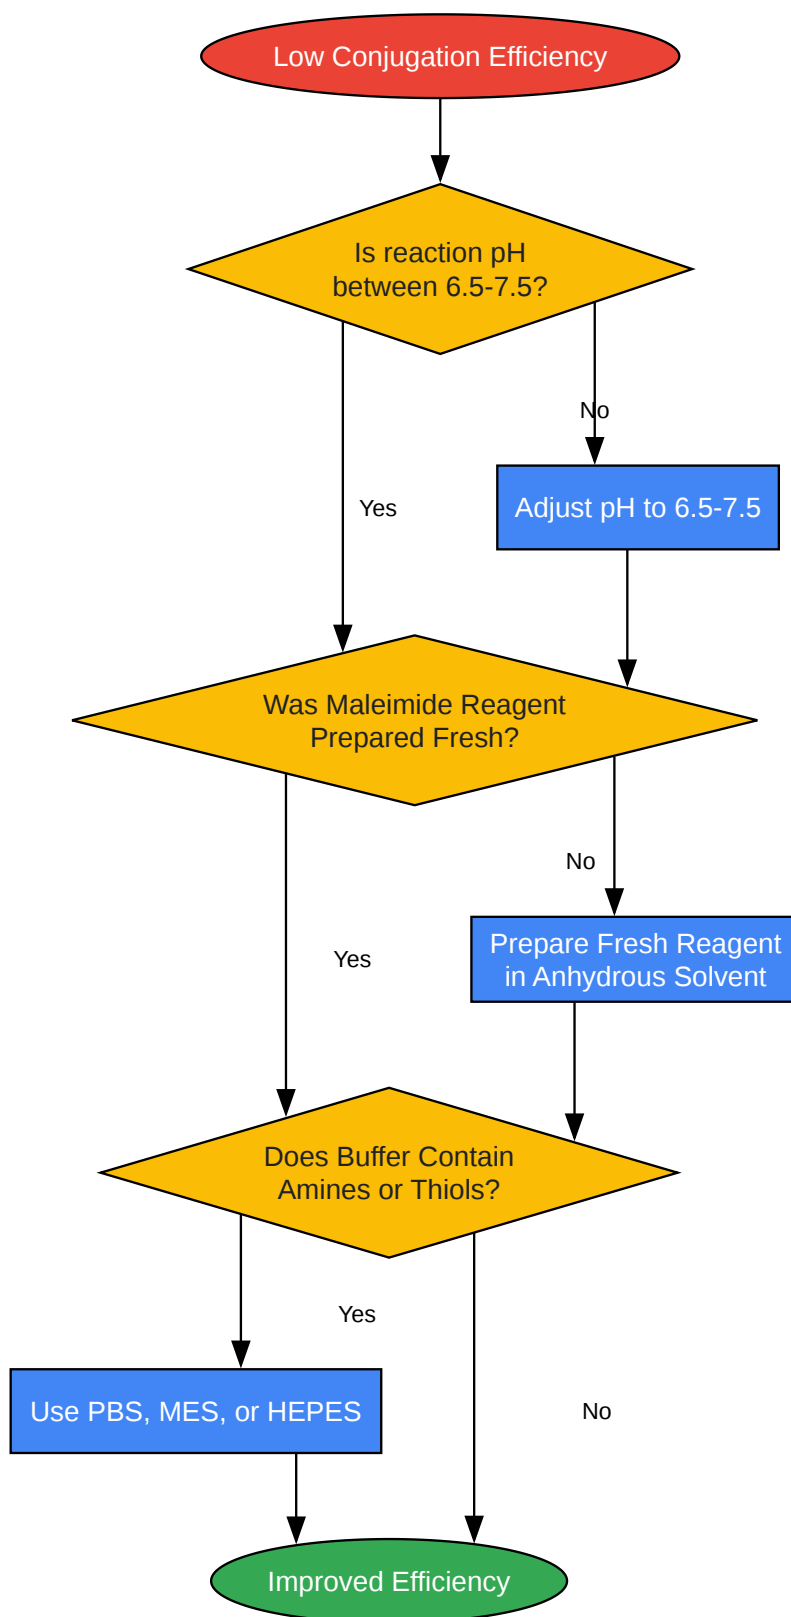 Low Conjugation Efficiency
Is reaction pH
between 6.5-7.5?
No
Adjust pH to 6.5-7.5
Yes
Was Maleimide Reagent
Prepared Fresh?
No
Prepare Fresh Reagent
in Anhydrous Solvent
Yes
Does Buffer Contain
Amines or Thiols?
Yes
Use PBS, MES, or HEPES
No
Improved Efficiency